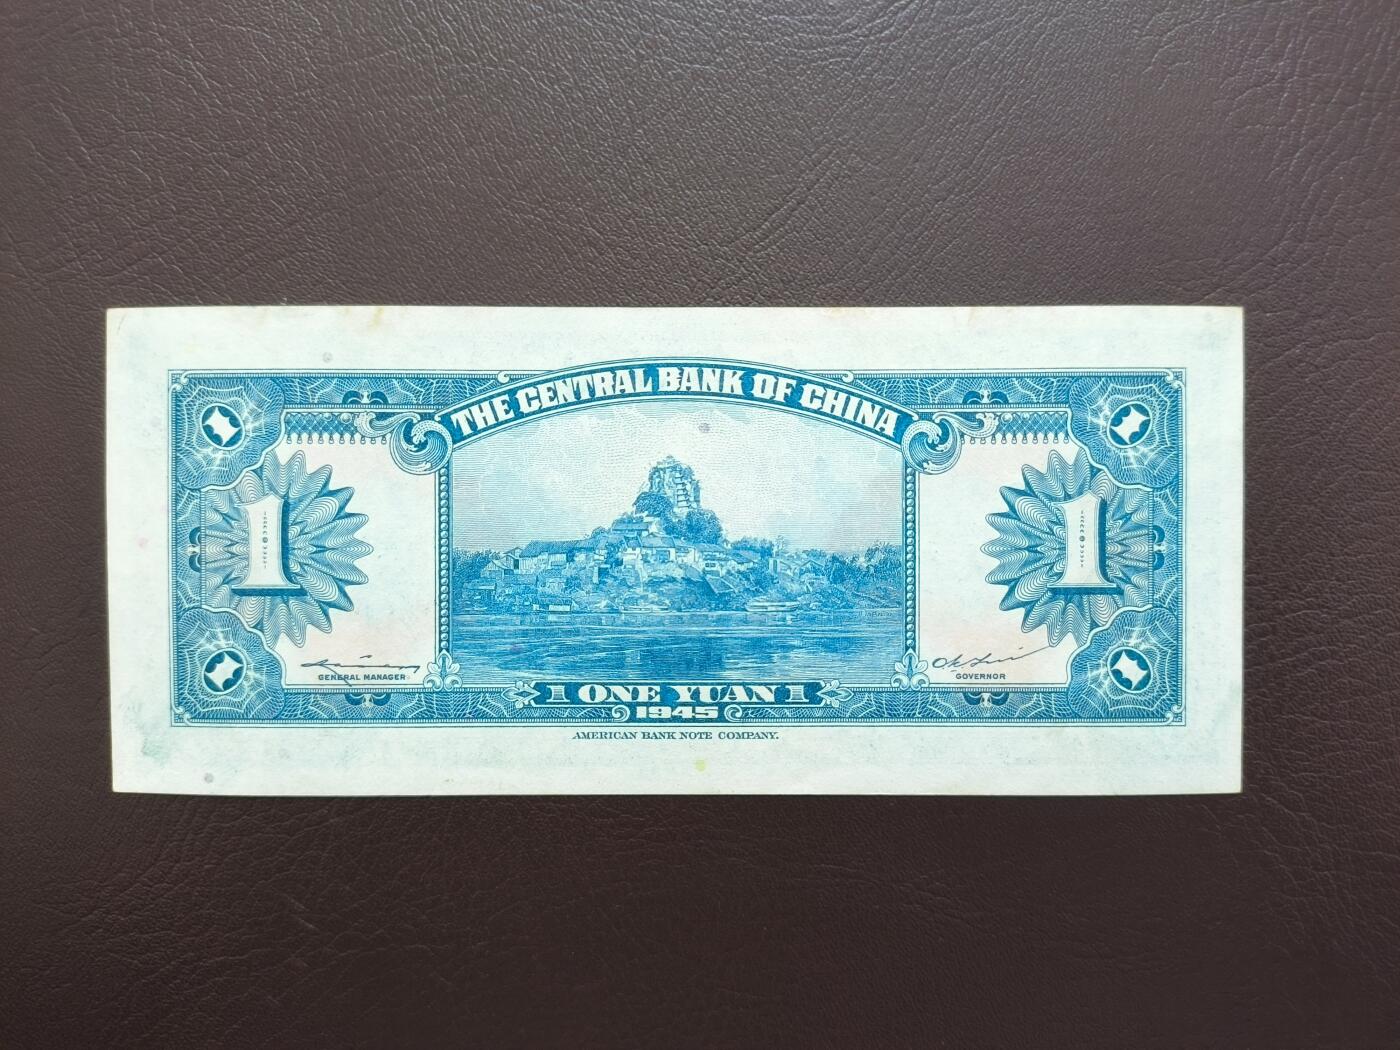 THE CENTRAL BANK OF CHINA
1 1
GENERAL MANAGER
GOVERNOR
1 ONE YUAN 1
1945
AMERICAN BANK NOTE COMPANY.